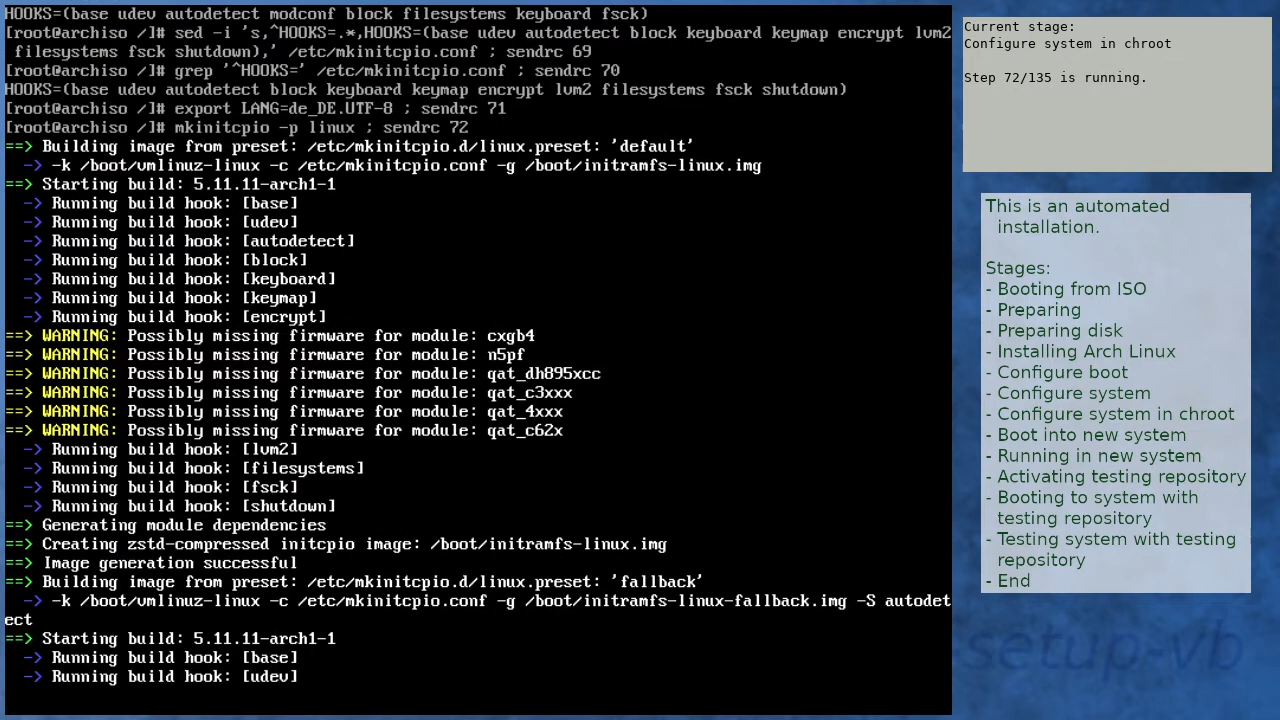 HOOKS=(base udev autodetect modconf block filesystems keyboard fsck)
[root@archiso /]# sed -i 's,^HOOKS=.*,HOOKS=(base udev autodetect block keyboard keymap encrypt lvm2
 filesystems fsck shutdown),' /etc/mkinitcpio.conf ; sendrc 69
[root@archiso /]# grep '^HOOKS=' /etc/mkinitcpio.conf ; sendrc 70
HOOKS=(base udev autodetect block keyboard keymap encrypt lvm2 filesystems fsck shutdown)
[root@archiso /]# export LANG=de_DE.UTF-8 ; sendrc 71
[root@archiso /]# mkinitcpio -p linux ; sendrc 72
==> Building image from preset: /etc/mkinitcpio.d/linux.preset: 'default'
  -> -k /boot/vmlinuz-linux -c /etc/mkinitcpio.conf -g /boot/initramfs-linux.img
==> Starting build: 5.11.11-arch1-1
  -> Running build hook: [base]
  -> Running build hook: [udev]
  -> Running build hook: [autodetect]
  -> Running build hook: [block]
  -> Running build hook: [keyboard]
  -> Running build hook: [keymap]
  -> Running build hook: [encrypt]
==> WARNING: Possibly missing firmware for module: cxgb4
==> WARNING: Possibly missing firmware for module: n5pf
==> WARNING: Possibly missing firmware for module: qat_dh895xcc
==> WARNING: Possibly missing firmware for module: qat_c3xxx
==> WARNING: Possibly missing firmware for module: qat_4xxx
==> WARNING: Possibly missing firmware for module: qat_c62x
  -> Running build hook: [lvm2]
  -> Running build hook: [filesystems]
  -> Running build hook: [fsck]
  -> Running build hook: [shutdown]
==> Generating module dependencies
==> Creating zstd-compressed initcpio image: /boot/initramfs-linux.img
==> Image generation successful
==> Building image from preset: /etc/mkinitcpio.d/linux.preset: 'fallback'
  -> -k /boot/vmlinuz-linux -c /etc/mkinitcpio.conf -g /boot/initramfs-linux-fallback.img -S autodet
ect
==> Starting build: 5.11.11-arch1-1
  -> Running build hook: [base]
  -> Running build hook: [udev]
Current stage:
Configure system in chroot
Step 72/135 is running.
This is an automated
installation.
Stages:
- Booting from ISO
- Preparing
- Preparing disk
- Installing Arch Linux
- Configure boot
- Configure system
- Configure system in chroot
- Boot into new system
- Running in new system
- Activating testing repository
- Booting to system with
testing repository
- Testing system with testing
repository
- End
setup-vb